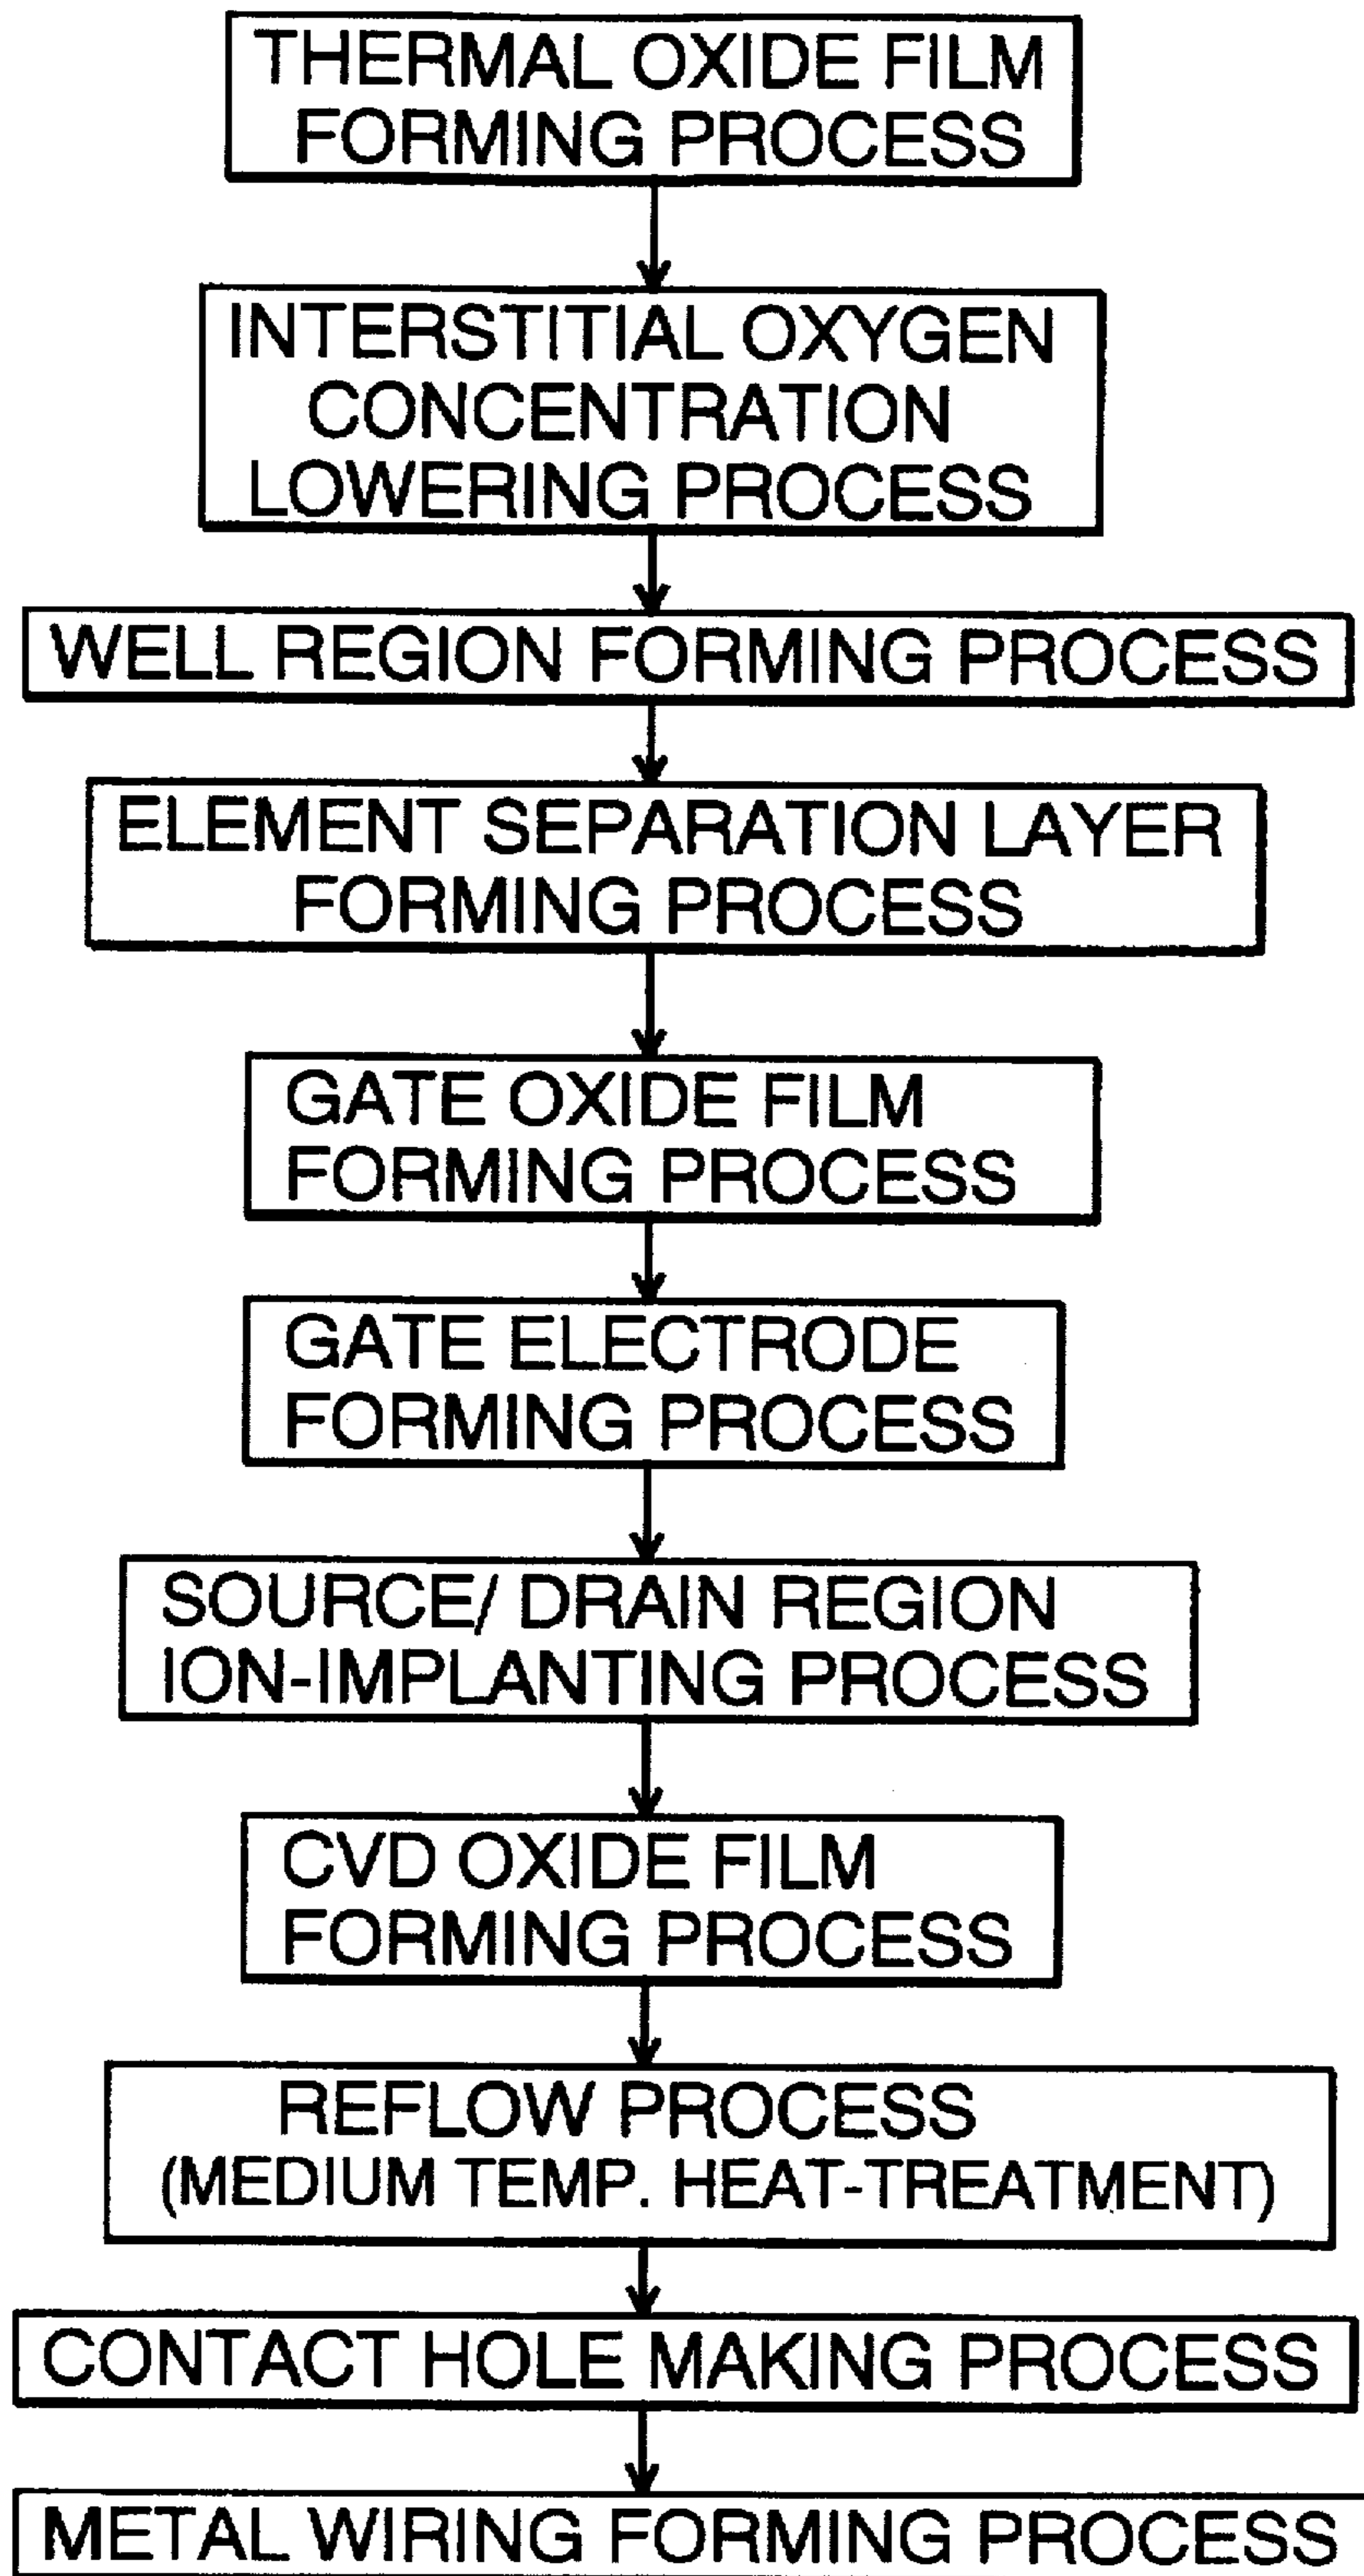 THERMAL OXIDE FILM
FORMING PROCESS
INTERSTITIAL OXYGEN
CONCENTRATION
LOWERING PROCESS
WELL REGION FORMING PROCESS
ELEMENT SEPARATION LAYER
FORMING PROCESS
GATE OXIDE FILM
FORMING PROCESS
GATE ELECTRODE
FORMING PROCESS
SOURCE/ DRAIN REGION
ION-IMPLANTING PROCESS
CVD OXIDE FILM
FORMING PROCESS
REFLOW PROCESS
(MEDIUM TEMP. HEAT-TREATMENT)
CONTACT HOLE MAKING PROCESS
METAL WIRING FORMING PROCESS